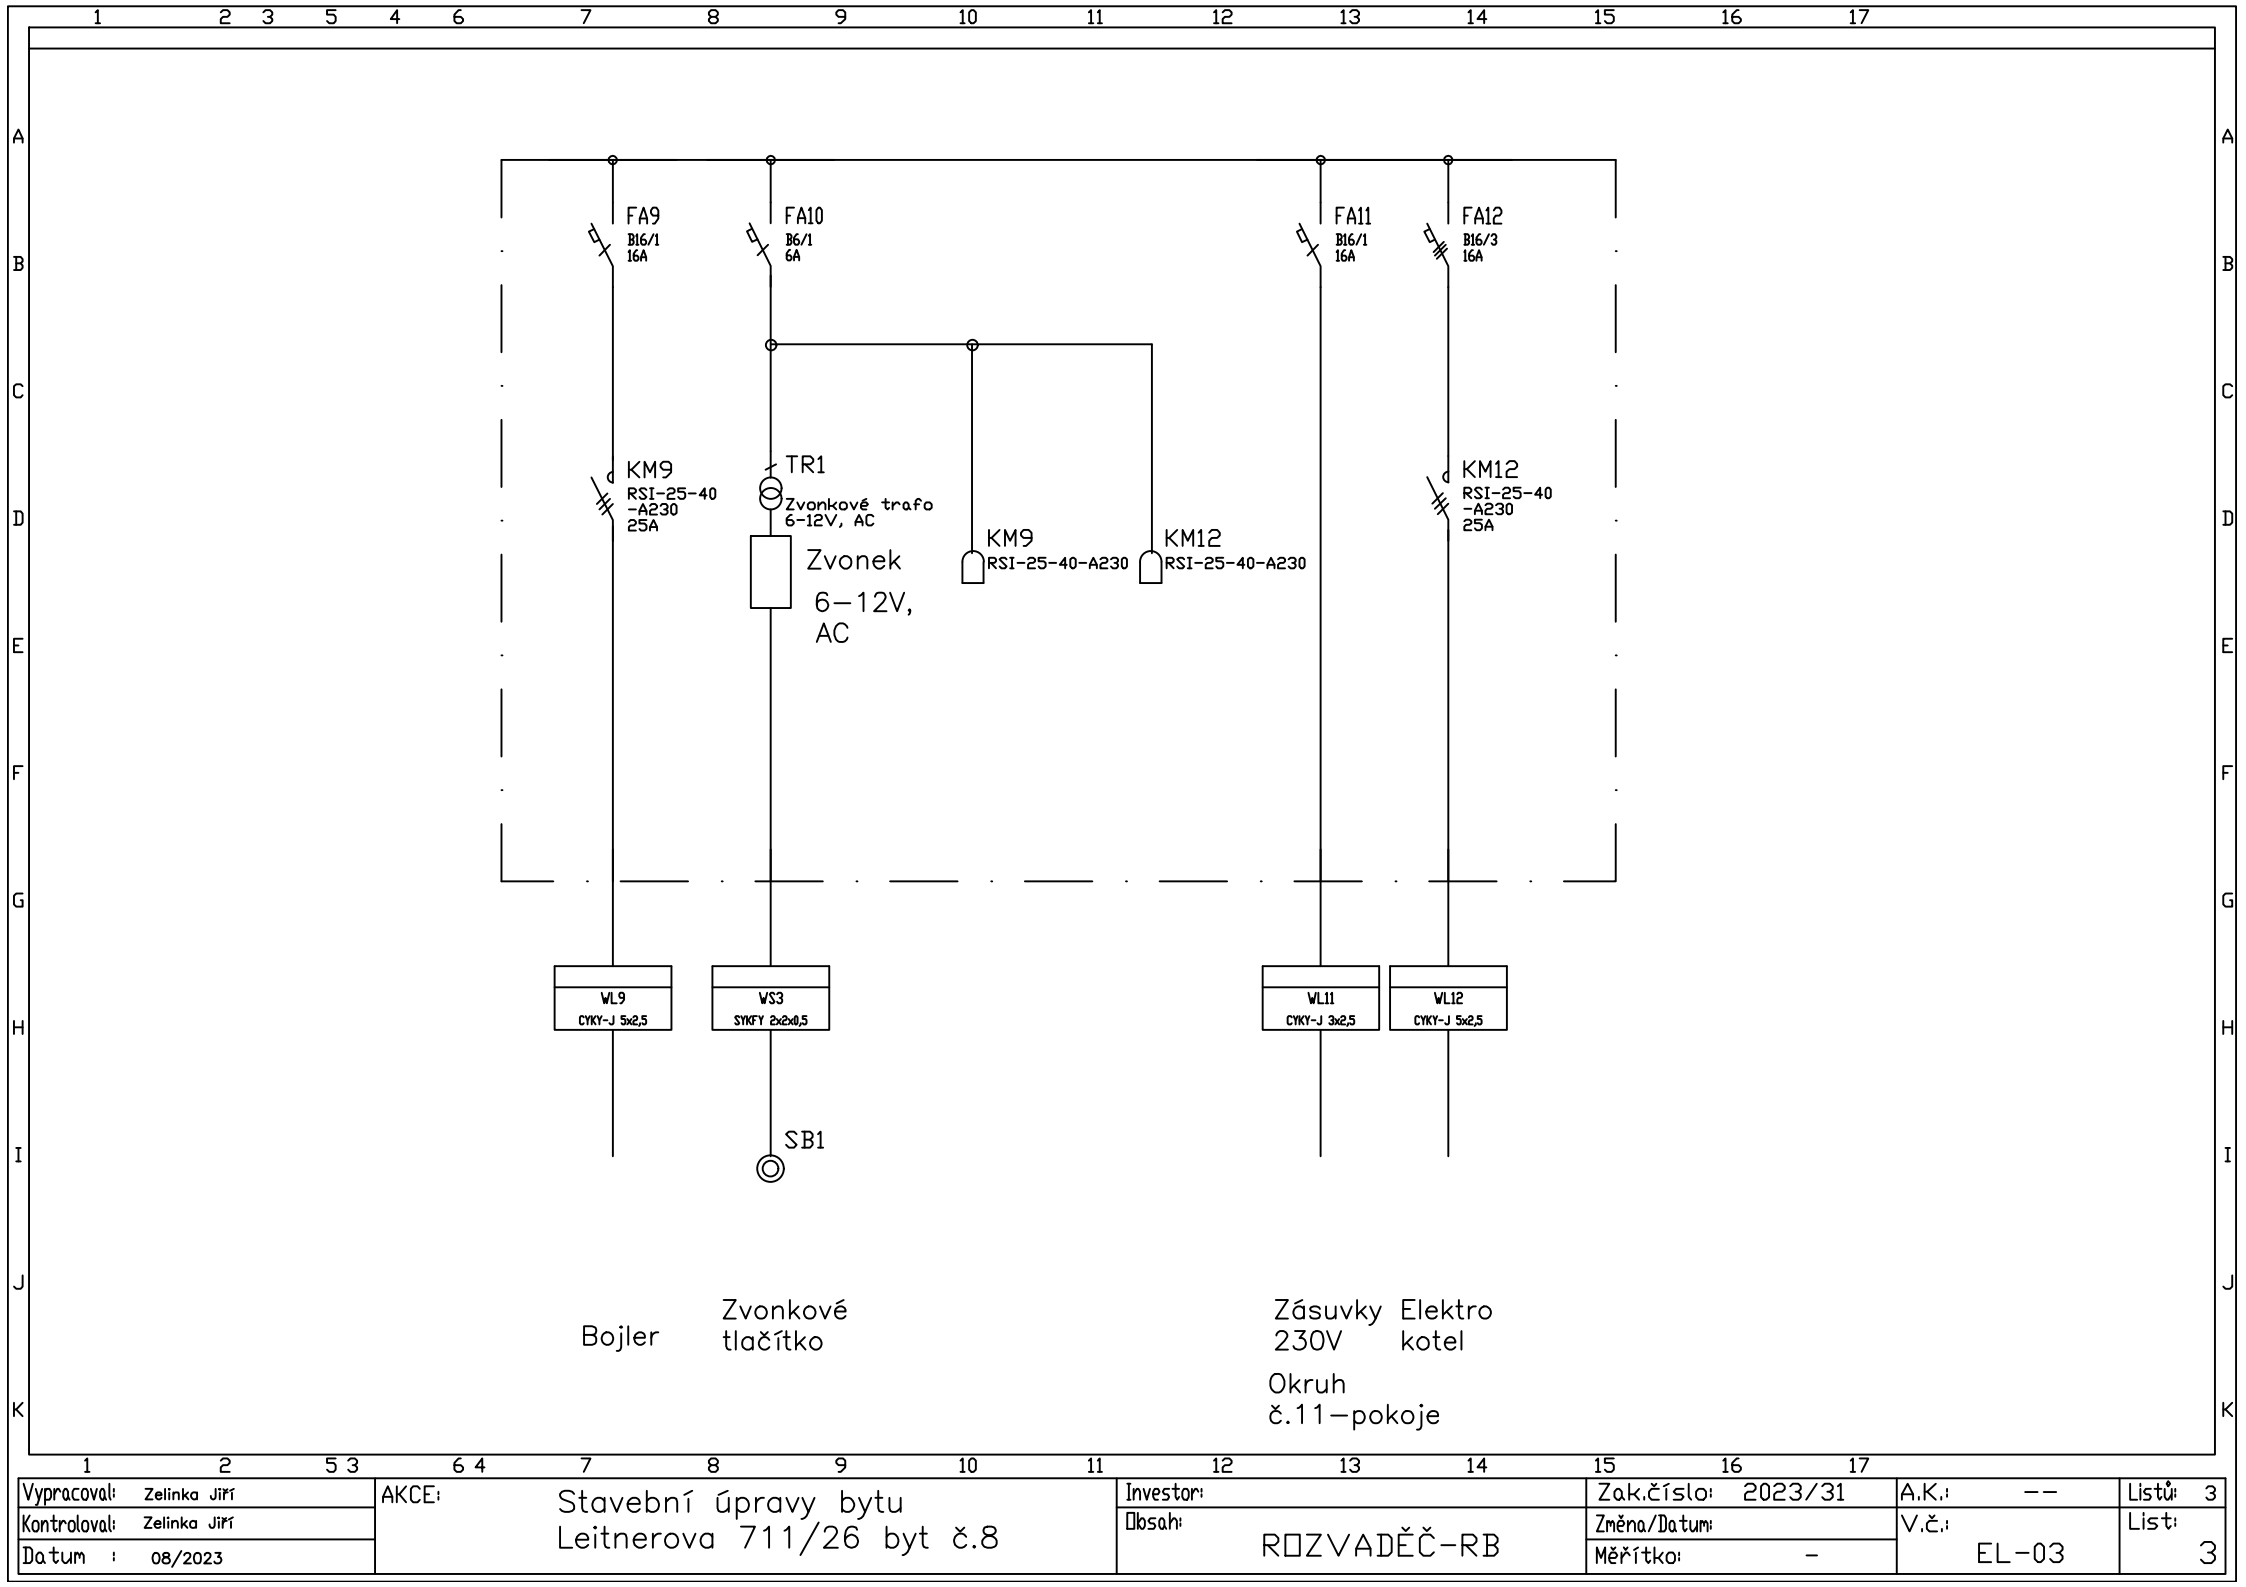 1 2 3 5 4 6 7 8 9 10 11 12 13 14 15 16 17
A A
FA9 FA10 FA11 FA12
B16/1 B6/1 B16/1 B16/3
16A 6A 16A 16A
B B
C C
KM9 TR1 KM12
RSI-25-40 Zvonkové trafo RSI-25-40
-A230 6-12V, AC -A230
25A 25A
D D
KM9 KM12
RSI-25-40-A230 RSI-25-40-A230
Zvonek
6-12V,
AC
E E
F F
G G
WL9 WS3 WL11 WL12
CYKY-J 5x2,5 SYKFY 2x2x0,5 CYKY-J 3x2,5 CYKY-J 5x2,5
H H
SB1
I I
J J
Bojler
Zvonkové
tlačítko
Zásuvky
230V
Okruh
č.11-pokoje
Elektro
kotel
K K
1 2 5 3 6 4 7 8 9 10 11 12 13 14 15 16 17
Vypracoval: Zelinka Jiří
Kontroloval: Zelinka Jiří
Datum : 08/2023
AKCE: Stavební úpravy bytu
Leitnerova 711/26 byt č.8
Investor:
Obsah:
ROZVADĚČ-RB
Zak.číslo: 2023/31
Změna/Datum:
Měřítko: -
A.K.: --
V.č.:
EL-03
Listů: 3
List:
3